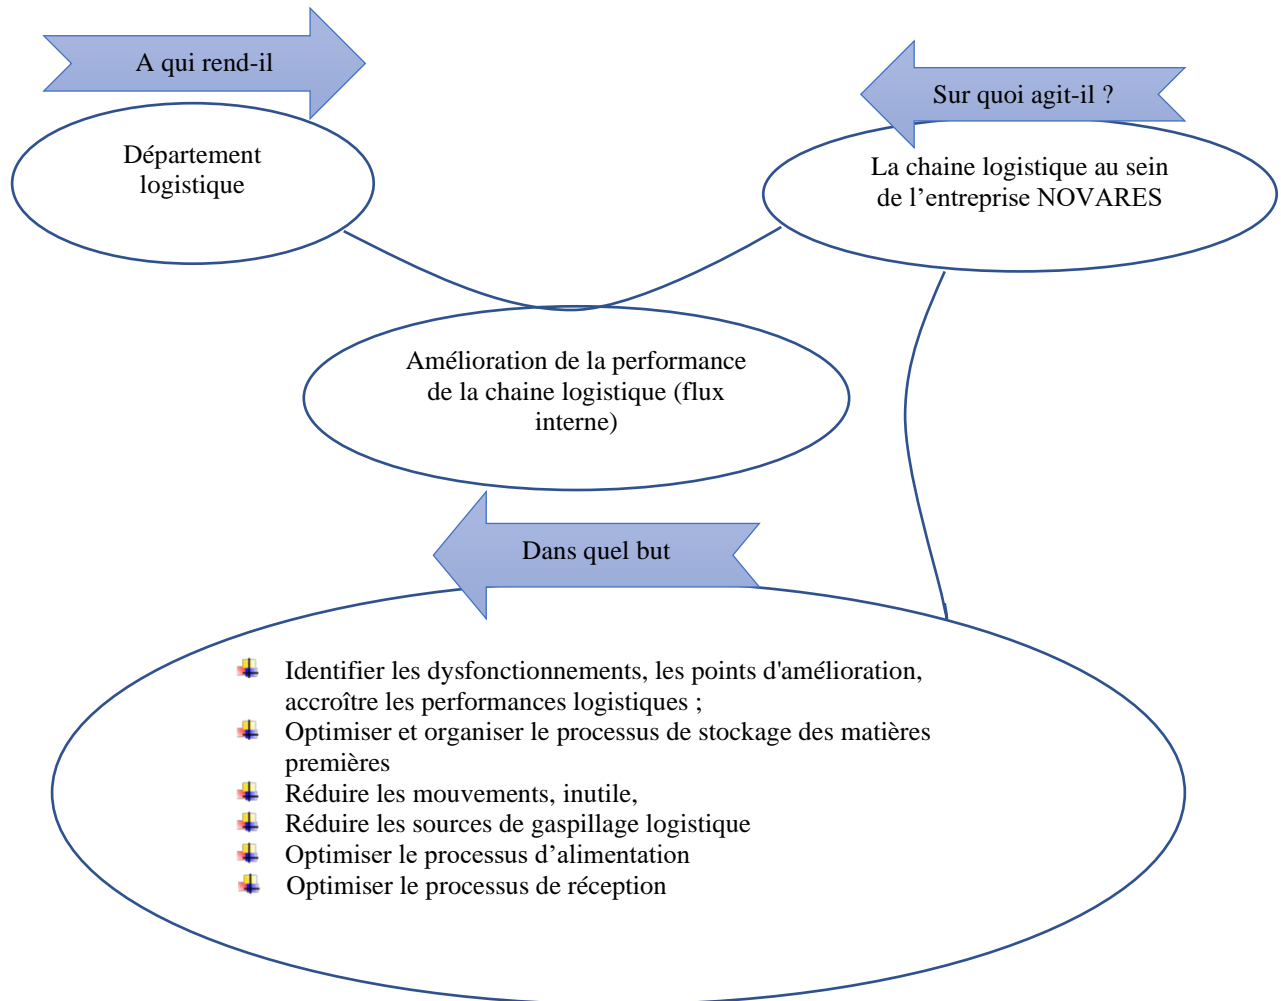 A qui rend-il
Sur quoi agit-il ?
Département
logistique
La chaine logistique au sein
de l’entreprise NOVARES
Amélioration de la performance
de la chaine logistique (flux
interne)
Dans quel but
Identifier les dysfonctionnements, les points d'amélioration,
accroître les performances logistiques ;
Optimiser et organiser le processus de stockage des matières
premières
Réduire les mouvements, inutile,
Réduire les sources de gaspillage logistique
Optimiser le processus d’alimentation
Optimiser le processus de réception